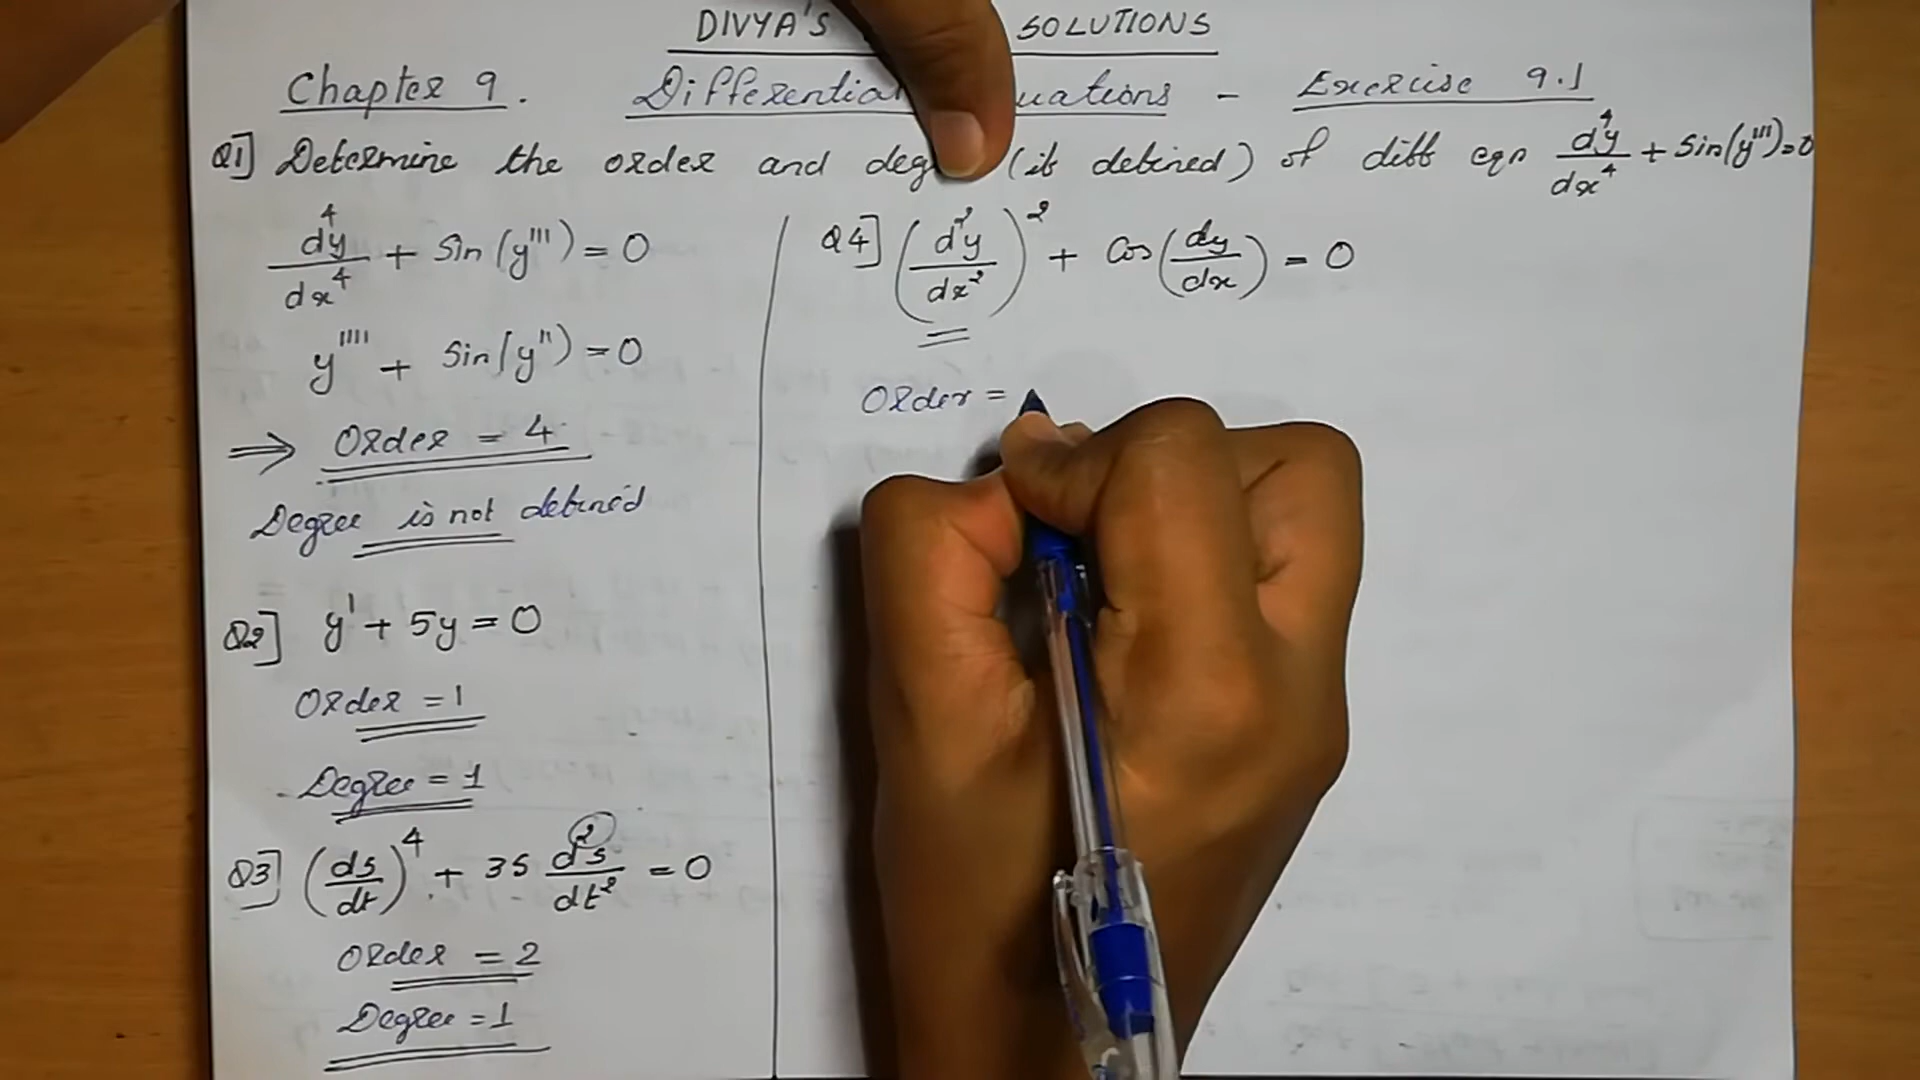 DIVYA'S SOLUTIONS
Chapter 9. Differential uations - Exercise 9.1
Q1] Determine the order and deg (if defined) of diff eqn d⁴y/dx⁴ + Sin(y''')=0
d⁴y/dx⁴ + Sin(y''') = 0
y'''' + Sin(y''') = 0
⇒ Order = 4
Degree is not defined
Q2] y' + 5y = 0
Order = 1
Degree = 1
Q3] (ds/dt)⁴ + 3s d²s/dt² = 0
Order = 2
Degree = 1
Q4] (d²y/dx²)² + Cos(dy/dx) = 0
Order =